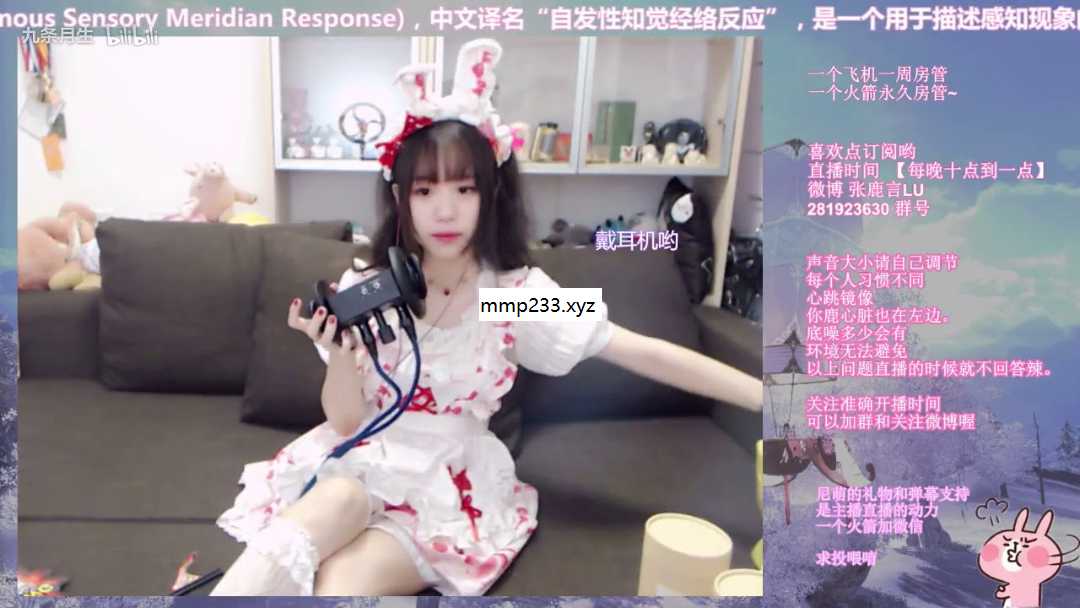 mous Sensory Meridian Response)，中文译名“自发性知觉经络反应”，是一个用于描述感知现象
九条月生 bilibili
一个飞机一周房管
一个火箭永久房管~
喜欢点订阅哟
直播时间 【每晚十点到一点】
微博 张鹿言LU
281923630 群号
戴耳机哟
声音大小请自己调节
每个人习惯不同
心跳镜像
你鹿心脏也在左边。
底噪多少会有
环境无法避免
以上问题直播的时候就不回答辣。
mmp233.xyz
关注准确开播时间
可以加群和关注微博喔
尼萌的礼物和弹幕支持
是主播直播的动力
一个火箭加微信
求投喂唷